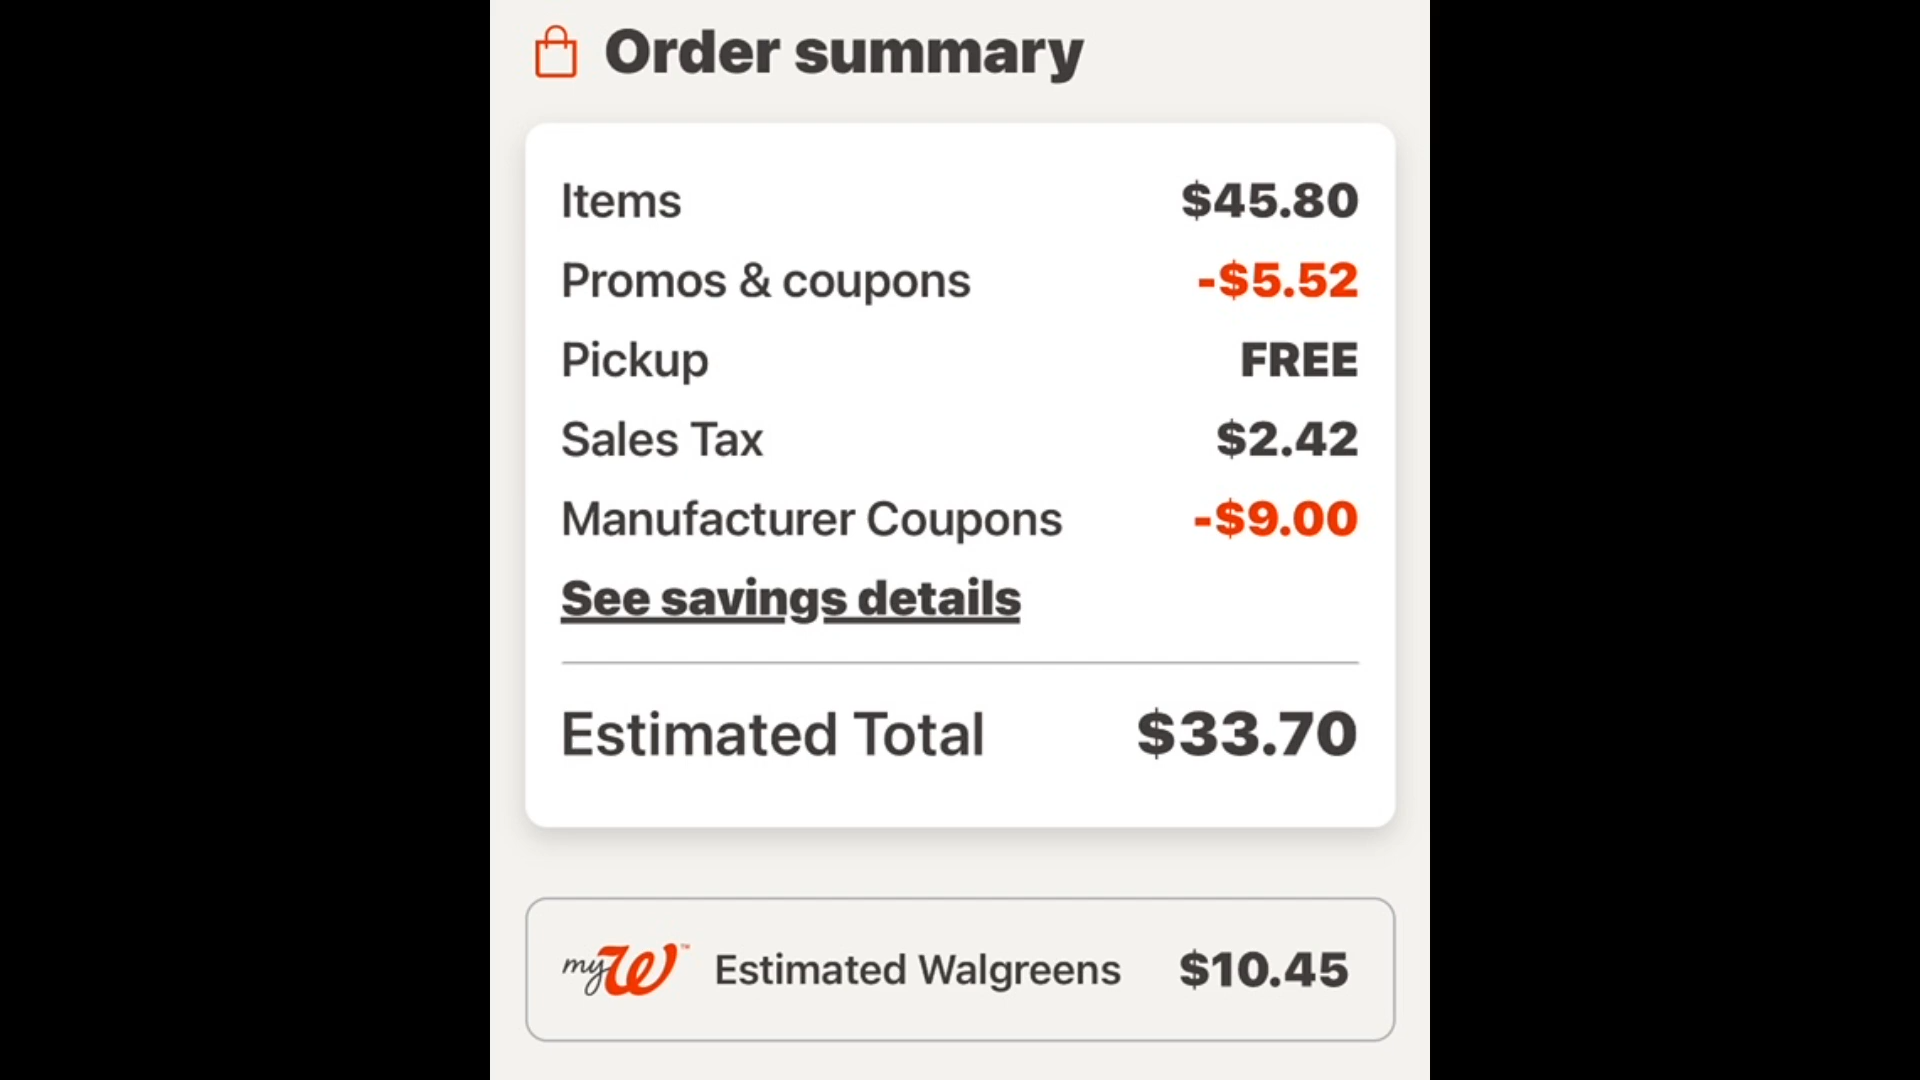 Order summary
Items $45.80
Promos & coupons -$5.52
Pickup FREE
Sales Tax $2.42
Manufacturer Coupons -$9.00
See savings details
Estimated Total $33.70
myW™ Estimated Walgreens $10.45